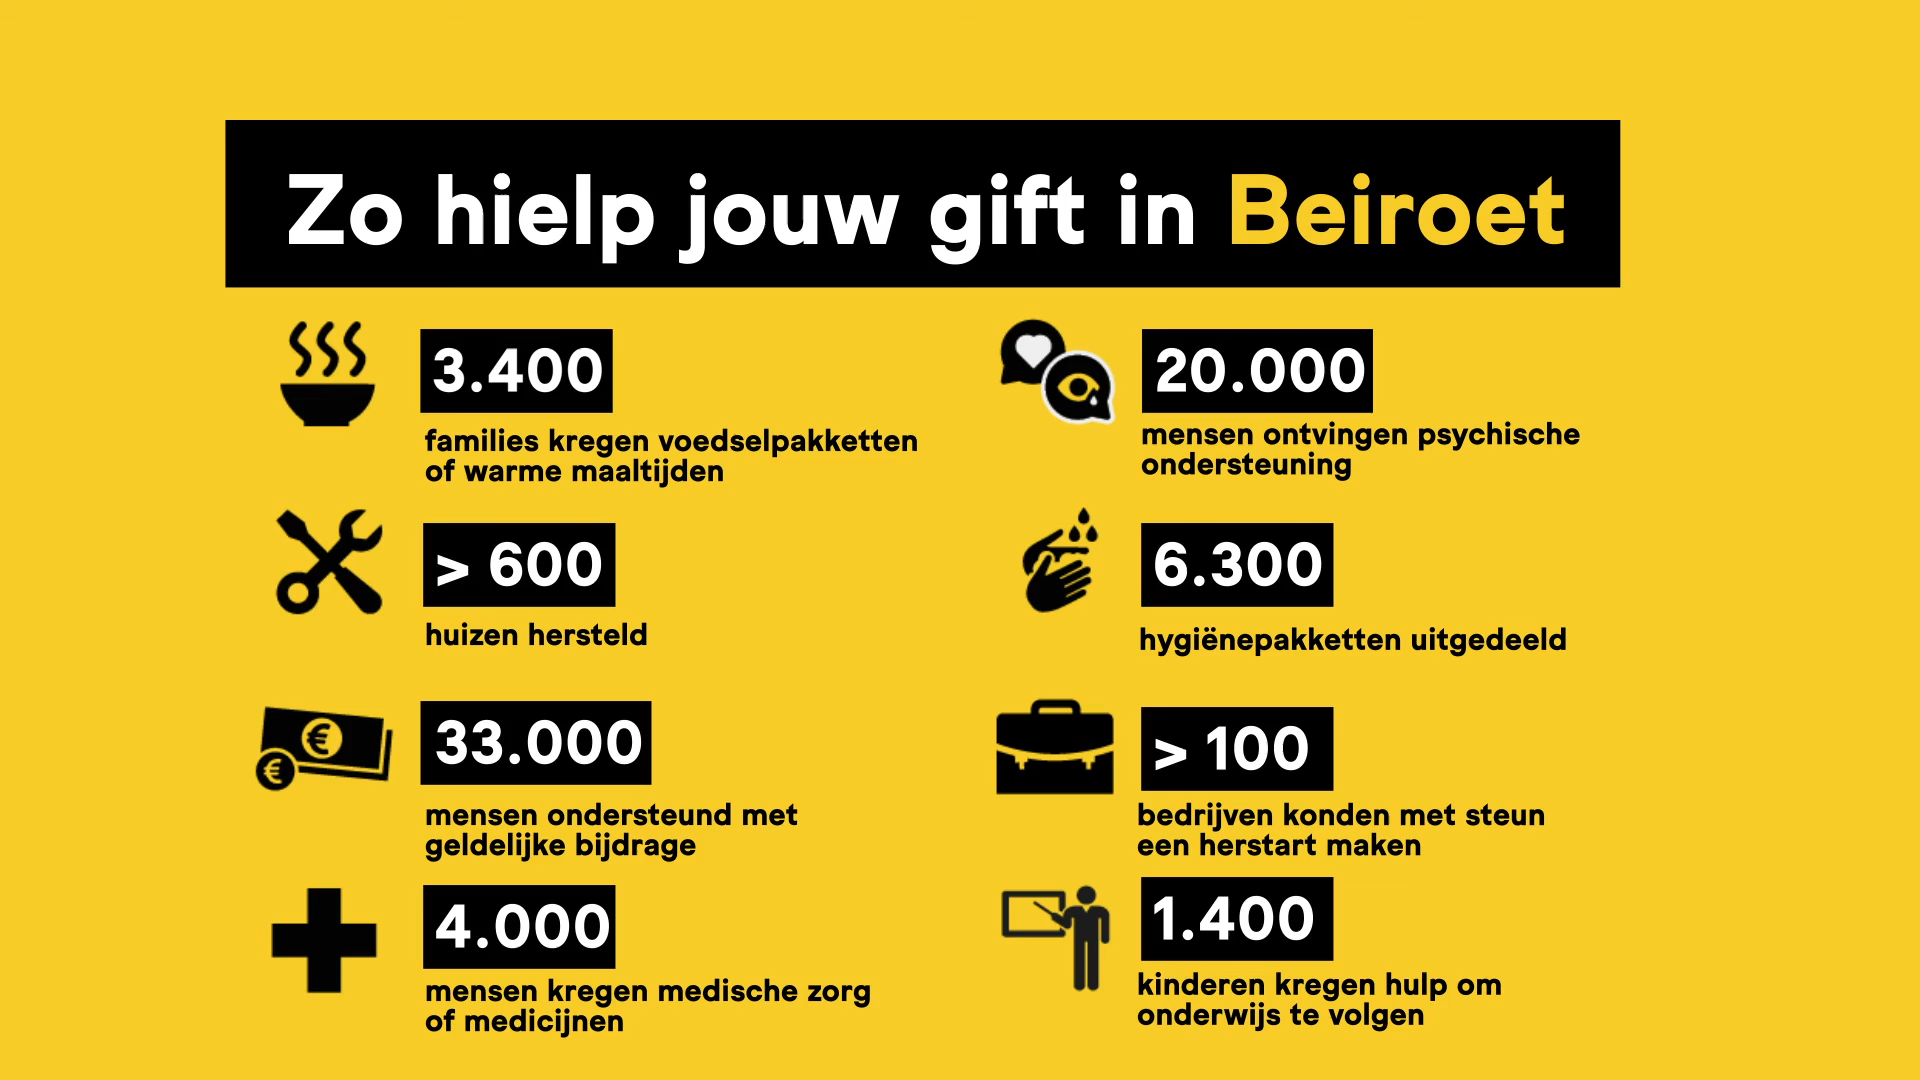 Zo hielp jouw gift in Beiroet
3.400
families kregen voedselpakketten
of warme maaltijden
> 600
huizen hersteld
€
€
33.000
mensen ondersteund met
geldelijke bijdrage
4.000
mensen kregen medische zorg
of medicijnen
20.000
mensen ontvingen psychische
ondersteuning
6.300
hygiënepakketten uitgedeeld
> 100
bedrijven konden met steun
een herstart maken
1.400
kinderen kregen hulp om
onderwijs te volgen